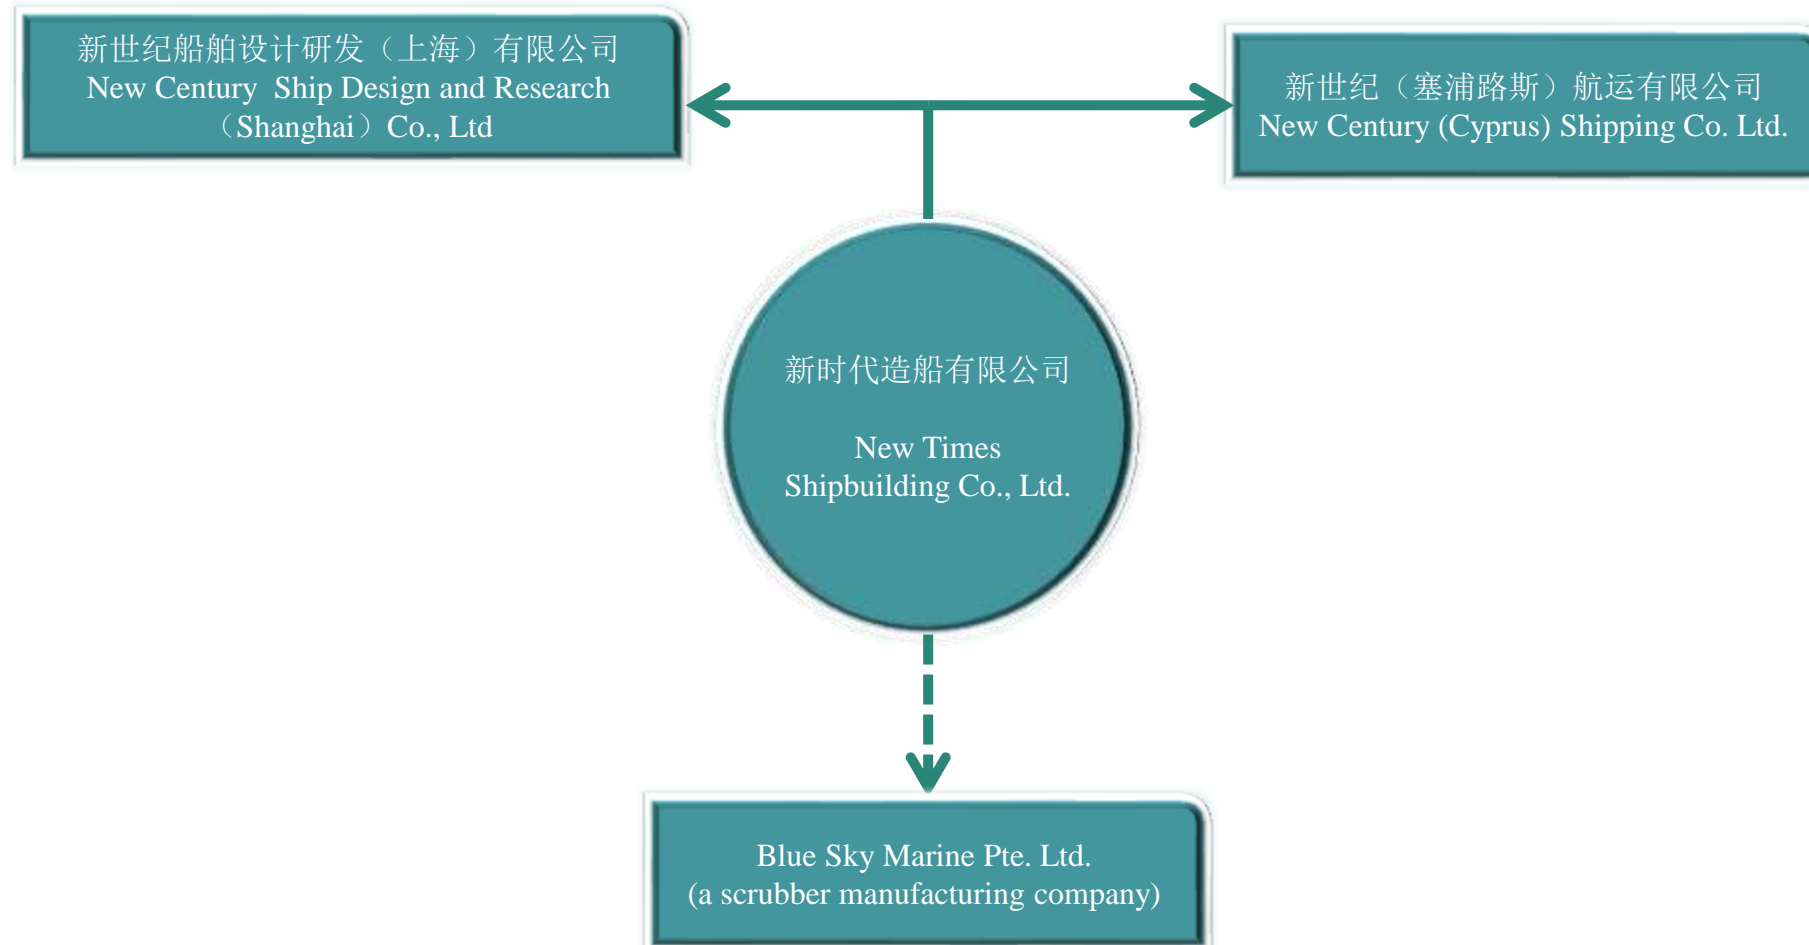 新世纪船舶设计研发（上海）有限公司
New Century Ship Design and Research
（Shanghai）Co., Ltd
新世纪（塞浦路斯）航运有限公司
New Century (Cyprus) Shipping Co. Ltd.
新时代造船有限公司
New Times
Shipbuilding Co., Ltd.
Blue Sky Marine Pte. Ltd.
(a scrubber manufacturing company)